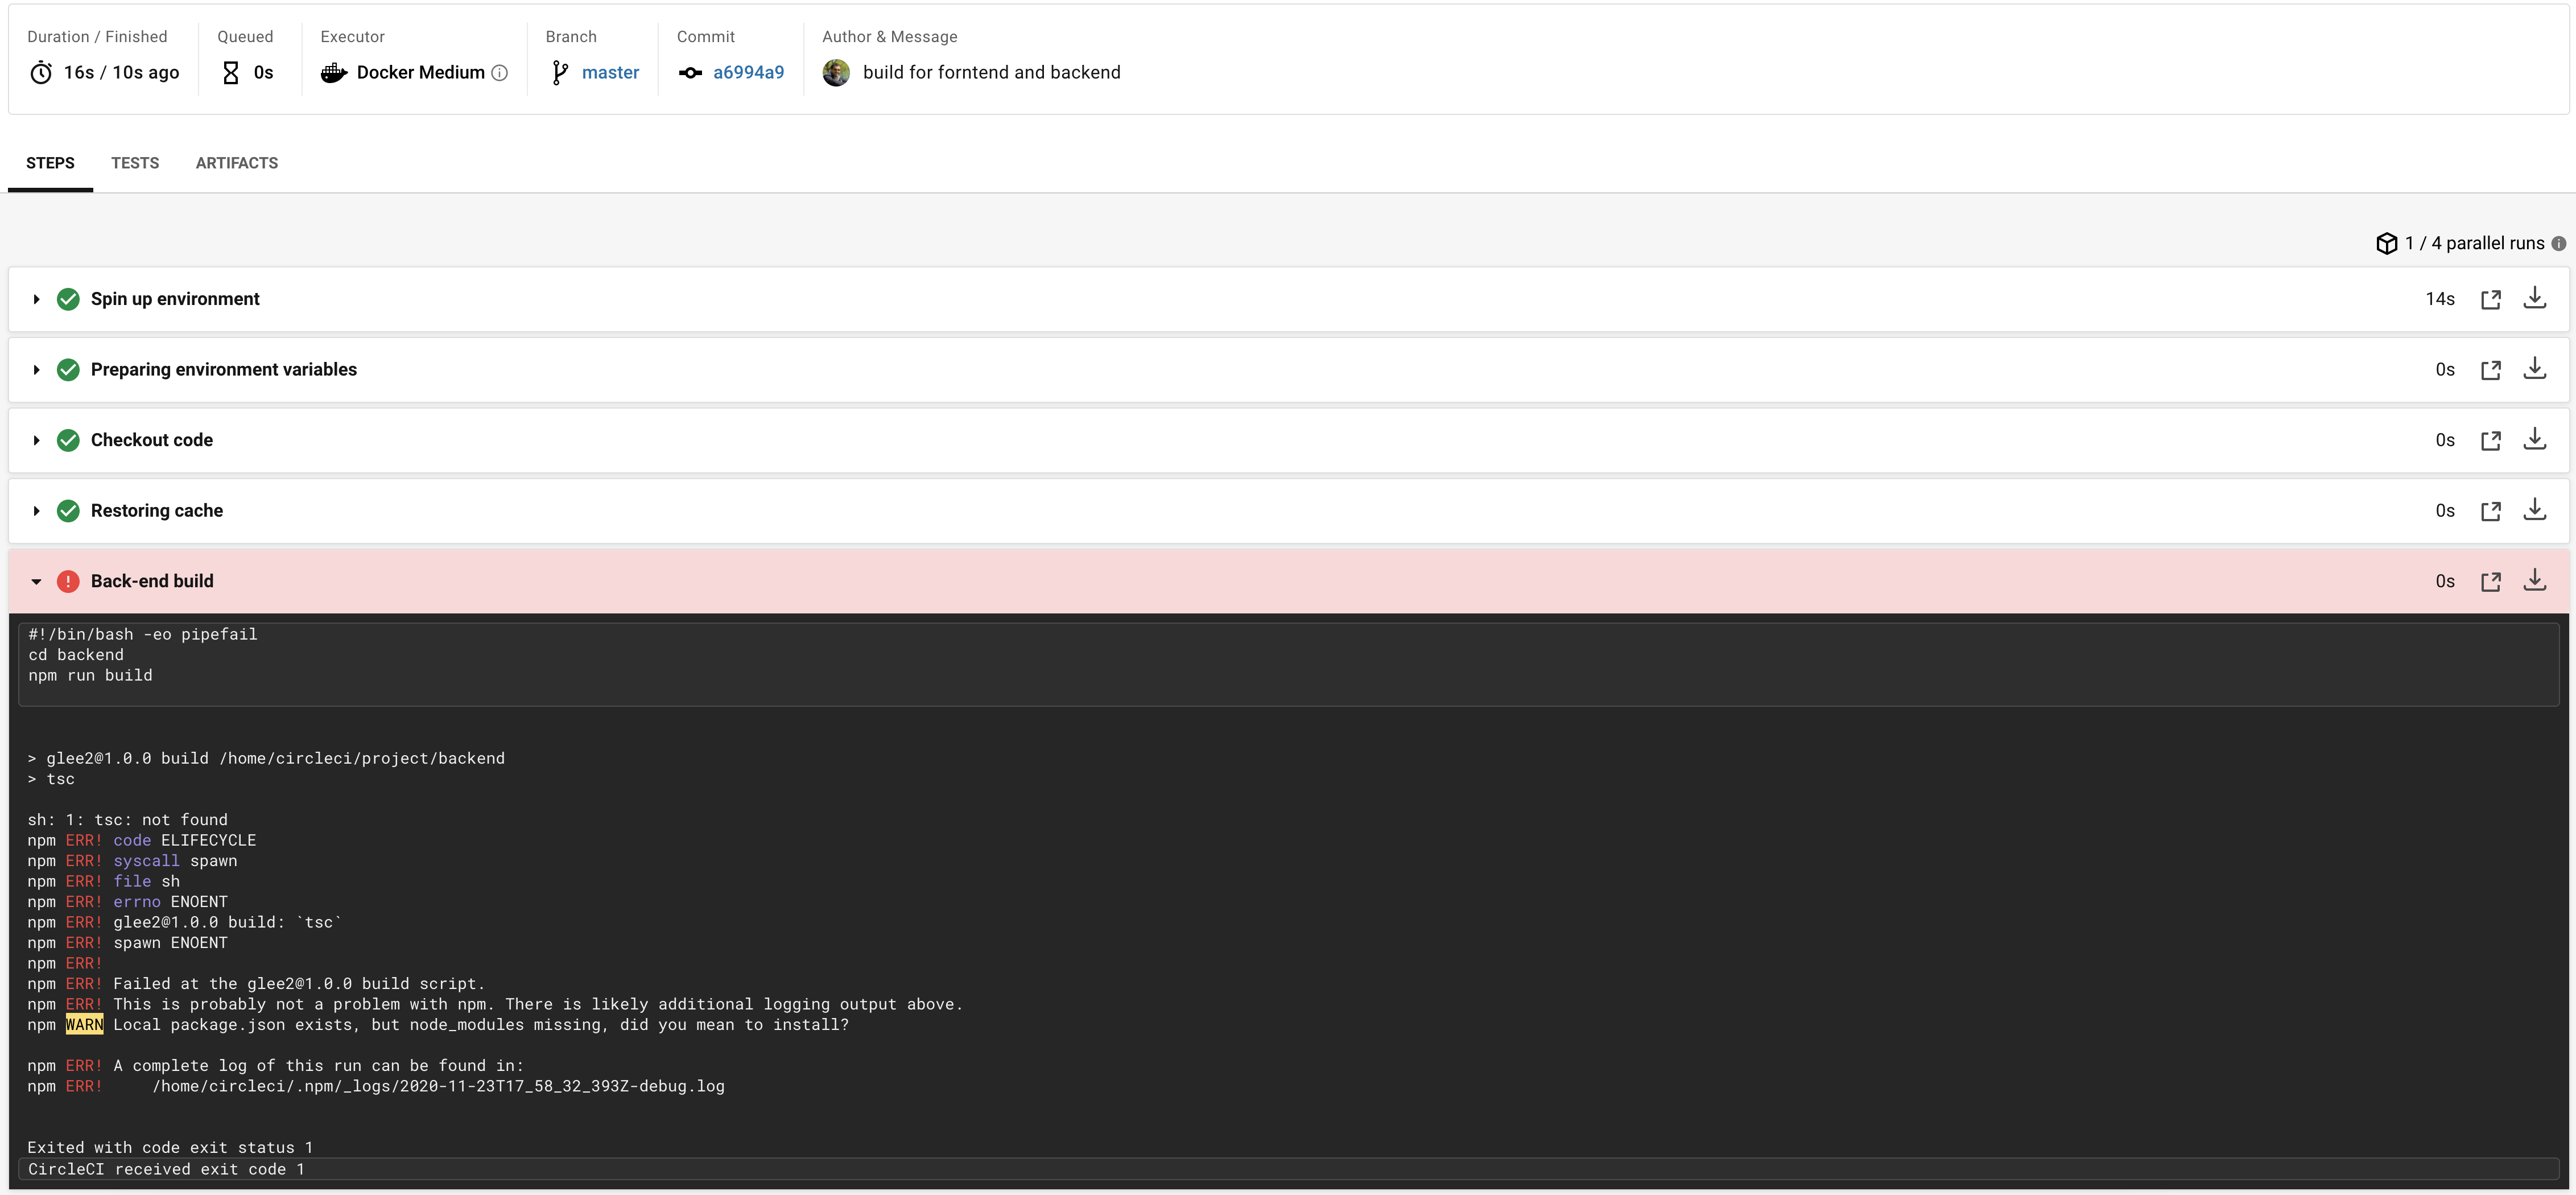 Duration / Finished
16s / 10s ago
Queued
0s
Executor
Docker Medium
Branch
master
Commit
a6994a9
Author & Message
build for forntend and backend
STEPS TESTS ARTIFACTS
1 / 4 parallel runs
Spin up environment 14s
Preparing environment variables 0s
Checkout code 0s
Restoring cache 0s
Back-end build 0s
#!/bin/bash -eo pipefail
cd backend
npm run build
> glee2@1.0.0 build /home/circleci/project/backend
> tsc
sh: 1: tsc: not found
npm ERR! code ELIFECYCLE
npm ERR! syscall spawn
npm ERR! file sh
npm ERR! errno ENOENT
npm ERR! glee2@1.0.0 build: `tsc`
npm ERR! spawn ENOENT
npm ERR!
npm ERR! Failed at the glee2@1.0.0 build script.
npm ERR! This is probably not a problem with npm. There is likely additional logging output above.
npm WARN Local package.json exists, but node_modules missing, did you mean to install?
npm ERR! A complete log of this run can be found in:
npm ERR!     /home/circleci/.npm/_logs/2020-11-23T17_58_32_393Z-debug.log
Exited with code exit status 1
CircleCI received exit code 1